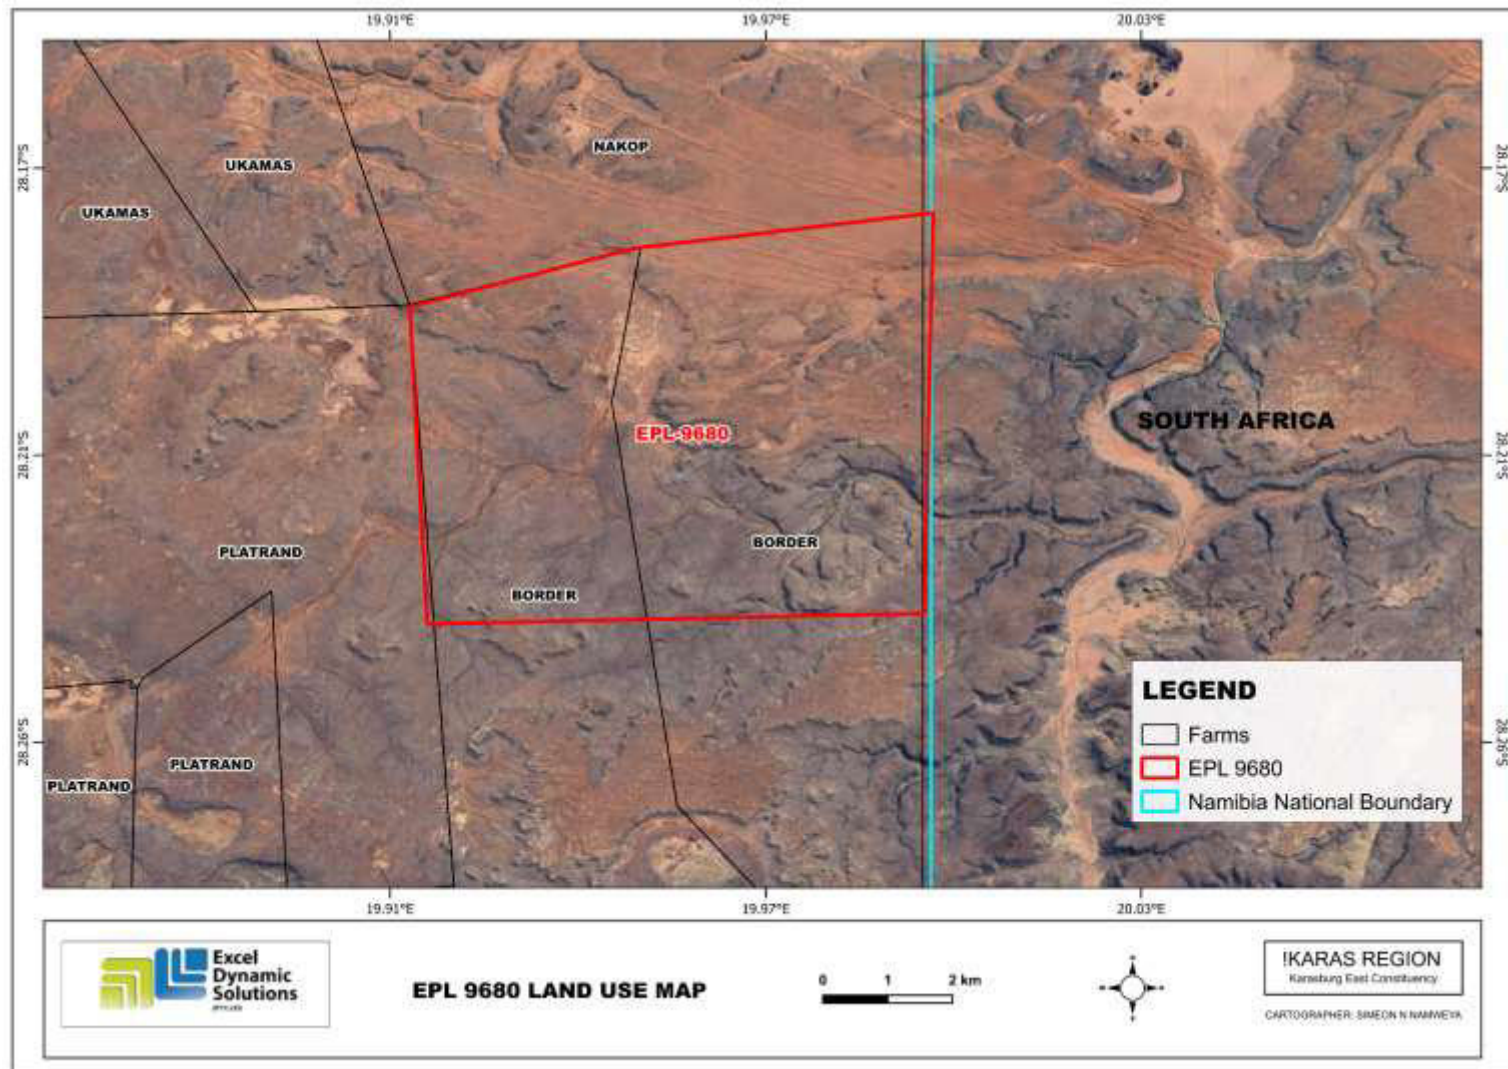 19.91°E
19.97°E
20.03°E
28.17°S
28.17°S
NAKOP
UKAMAS
UKAMAS
SOUTH AFRICA
EPL-9680
28.21°S
28.21°S
PLATRAND
BORDER
BORDER
LEGEND
Farms
EPL 9680
Namibia National Boundary
28.26°S
28.26°S
PLATRAND
PLATRAND
19.91°E
19.97°E
20.03°E
Excel
Dynamic
Solutions
EPL 9680 LAND USE MAP
0 1 2 km
!KARAS REGION
Karasburg East Constituency
CARTOGRAPHER: SIMEON N NAMWEYA